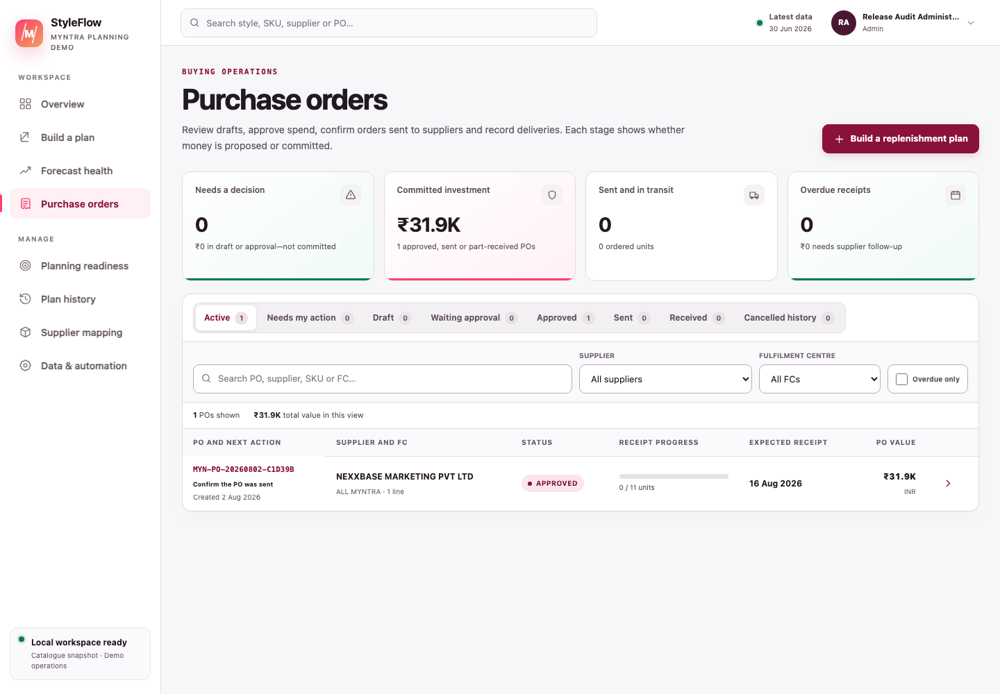 StyleFlow
MYNTRA PLANNING
DEMO
WORKSPACE
Overview
Build a plan
Forecast health
Purchase orders
MANAGE
Planning readiness
Plan history
Supplier mapping
Data & automation
Local workspace ready
Catalogue snapshot · Demo
operations
Search style, SKU, supplier or PO...
Latest data
30 Jun 2026
RA
Release Audit Administ...
Admin
BUYING OPERATIONS
Purchase orders
Review drafts, approve spend, confirm orders sent to suppliers and record deliveries. Each stage shows whether
money is proposed or committed.
Build a replenishment plan
Needs a decision
0
₹0 in draft or approval—not committed
Committed investment
₹31.9K
1 approved, sent or part-received POs
Sent and in transit
0
0 ordered units
Overdue receipts
0
₹0 needs supplier follow-up
Active 1 Needs my action 0 Draft 0 Waiting approval 0 Approved 1 Sent 0 Received 0 Cancelled history 0
SUPPLIER FULFILMENT CENTRE
Search PO, supplier, SKU or FC... All suppliers All FCs Overdue only
1 POs shown ₹31.9K total value in this view
PO AND NEXT ACTION SUPPLIER AND FC STATUS RECEIPT PROGRESS EXPECTED RECEIPT PO VALUE
MYN-PO-20260802-C1D39B
Confirm the PO was sent
Created 2 Aug 2026
NEXXBASE MARKETING PVT LTD
ALL MYNTRA · 1 line
APPROVED
0 / 11 units
16 Aug 2026
₹31.9K
INR